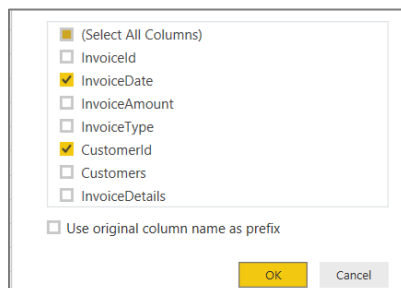 (Select All Columns)
InvoiceId
InvoiceDate
InvoiceAmount
InvoiceType
CustomerId
Customers
InvoiceDetails
Use original column name as prefix
OK Cancel